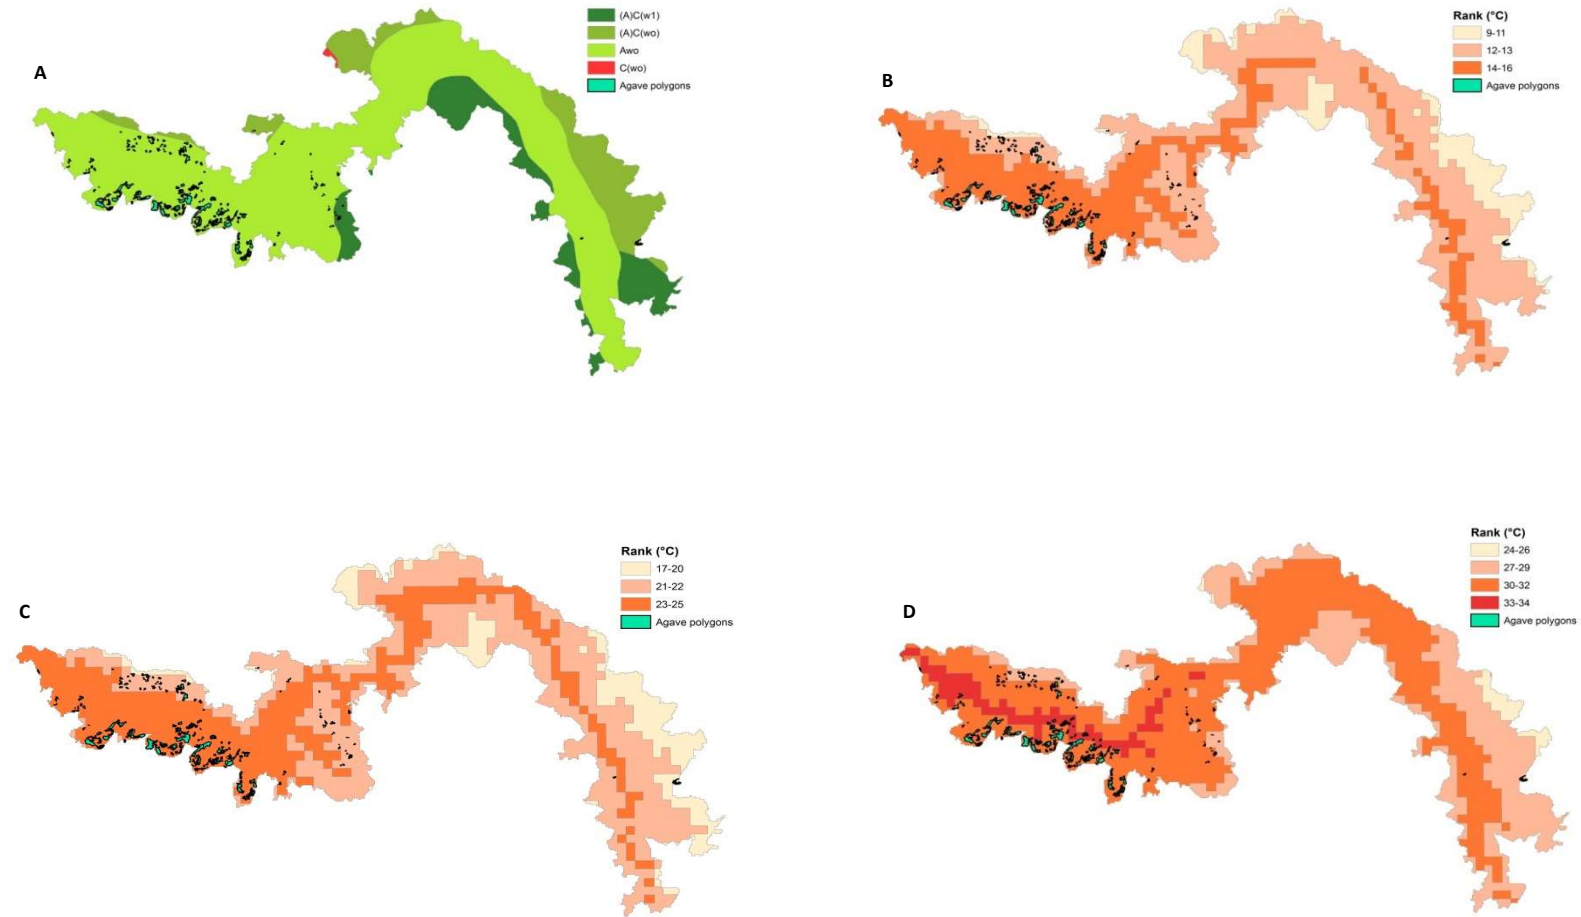 A
(A)C(w1)
(A)C(wo)
Awo
C(wo)
Agave polygons
B
Rank (°C)
9-11
12-13
14-16
Agave polygons
C
Rank (°C)
17-20
21-22
23-25
Agave polygons
D
Rank (°C)
24-26
27-29
30-32
33-34
Agave polygons